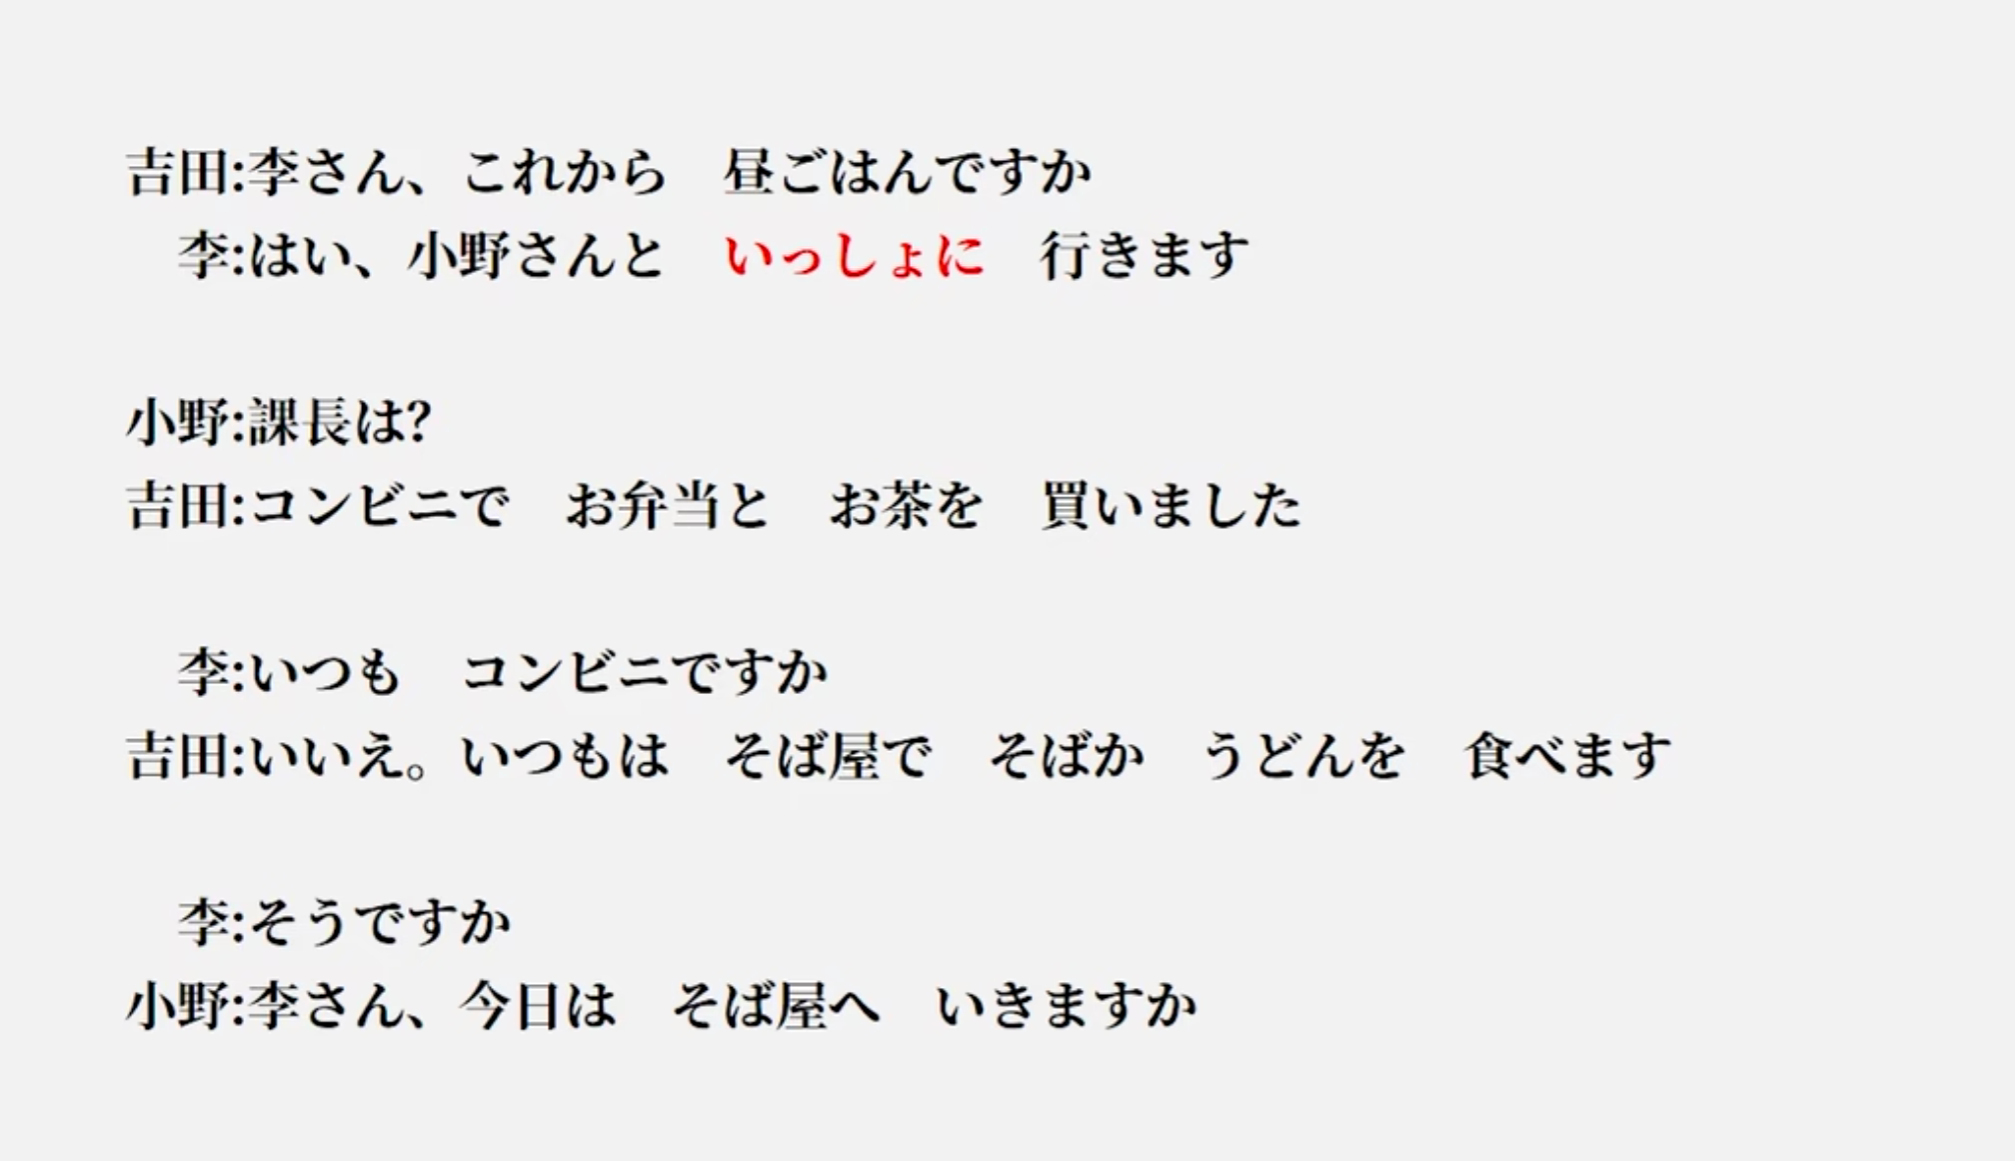 吉田:李さん、これから　昼ごはんですか
李:はい、小野さんと　いっしょに　行きます
小野:課長は?
吉田:コンビニで　お弁当と　お茶を　買いました
李:いつも　コンビニですか
吉田:いいえ。いつもは　そば屋で　そばか　うどんを　食べます
李:そうですか
小野:李さん、今日は　そば屋へ　いきますか